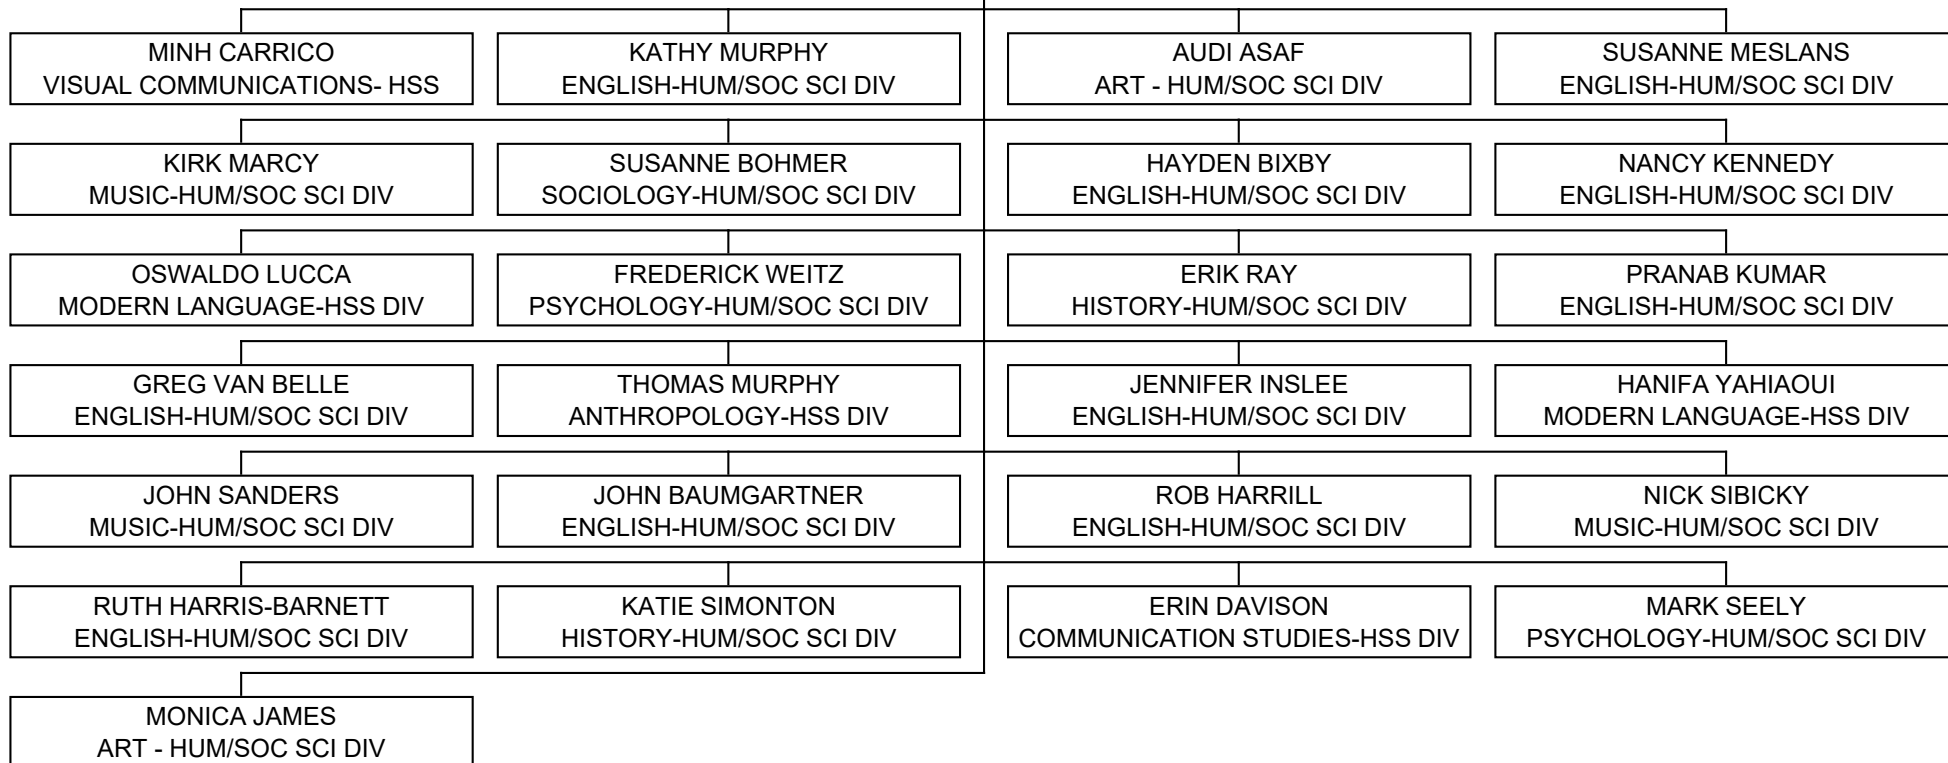 MINH CARRICO
VISUAL COMMUNICATIONS- HSS
KATHY MURPHY
ENGLISH-HUM/SOC SCI DIV
AUDI ASAF
ART - HUM/SOC SCI DIV
SUSANNE MESLANS
ENGLISH-HUM/SOC SCI DIV
KIRK MARCY
MUSIC-HUM/SOC SCI DIV
SUSANNE BOHMER
SOCIOLOGY-HUM/SOC SCI DIV
HAYDEN BIXBY
ENGLISH-HUM/SOC SCI DIV
NANCY KENNEDY
ENGLISH-HUM/SOC SCI DIV
OSWALDO LUCCA
MODERN LANGUAGE-HSS DIV
FREDERICK WEITZ
PSYCHOLOGY-HUM/SOC SCI DIV
ERIK RAY
HISTORY-HUM/SOC SCI DIV
PRANAB KUMAR
ENGLISH-HUM/SOC SCI DIV
GREG VAN BELLE
ENGLISH-HUM/SOC SCI DIV
THOMAS MURPHY
ANTHROPOLOGY-HSS DIV
JENNIFER INSLEE
ENGLISH-HUM/SOC SCI DIV
HANIFA YAHIAOUI
MODERN LANGUAGE-HSS DIV
JOHN SANDERS
MUSIC-HUM/SOC SCI DIV
JOHN BAUMGARTNER
ENGLISH-HUM/SOC SCI DIV
ROB HARRILL
ENGLISH-HUM/SOC SCI DIV
NICK SIBICKY
MUSIC-HUM/SOC SCI DIV
RUTH HARRIS-BARNETT
ENGLISH-HUM/SOC SCI DIV
KATIE SIMONTON
HISTORY-HUM/SOC SCI DIV
ERIN DAVISON
COMMUNICATION STUDIES-HSS DIV
MARK SEELY
PSYCHOLOGY-HUM/SOC SCI DIV
MONICA JAMES
ART - HUM/SOC SCI DIV